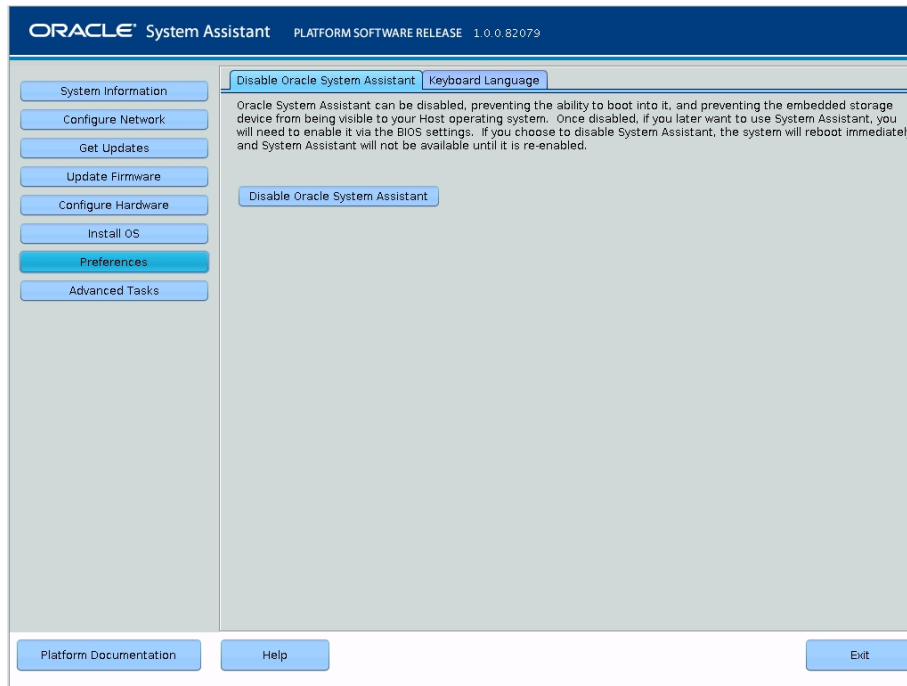 ORACLE System Assistant PLATFORM SOFTWARE RELEASE 1.0.0.82079
Disable Oracle System Assistant Keyboard Language
System Information
Configure Network
Get Updates
Update Firmware
Configure Hardware
Install OS
Preferences
Advanced Tasks
Oracle System Assistant can be disabled, preventing the ability to boot into it, and preventing the embedded storage
device from being visible to your Host operating system. Once disabled, if you later want to use System Assistant, you
will need to enable it via the BIOS settings. If you choose to disable System Assistant, the system will reboot immediatel
and System Assistant will not be available until it is re-enabled.
Disable Oracle System Assistant
Platform Documentation Help Exit